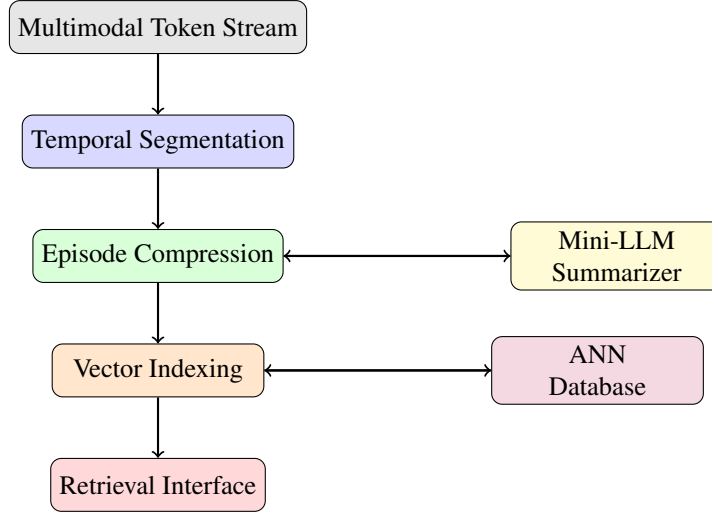 Multimodal Token Stream
Temporal Segmentation
Episode Compression
Mini-LLM
Summarizer
Vector Indexing
ANN
Database
Retrieval Interface